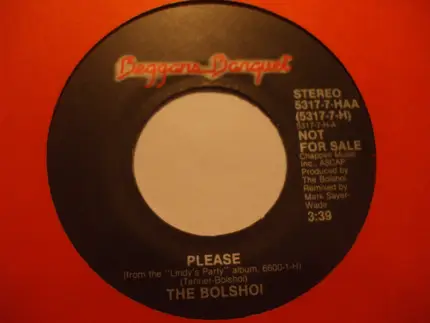 Beggars Banquet
STEREO
5317-7-HAA
(5317-7-H)
5317-7-H-A
NOT
FOR SALE
Chappell Music
Inc., ASCAP
Produced by
The Bolshoi
Remixed by
Mark Sayer-
Wade
3:39
PLEASE
(from the "Lindy's Party" album, 6600-1-H)
(Tanner-Bolshoi)
THE BOLSHOI